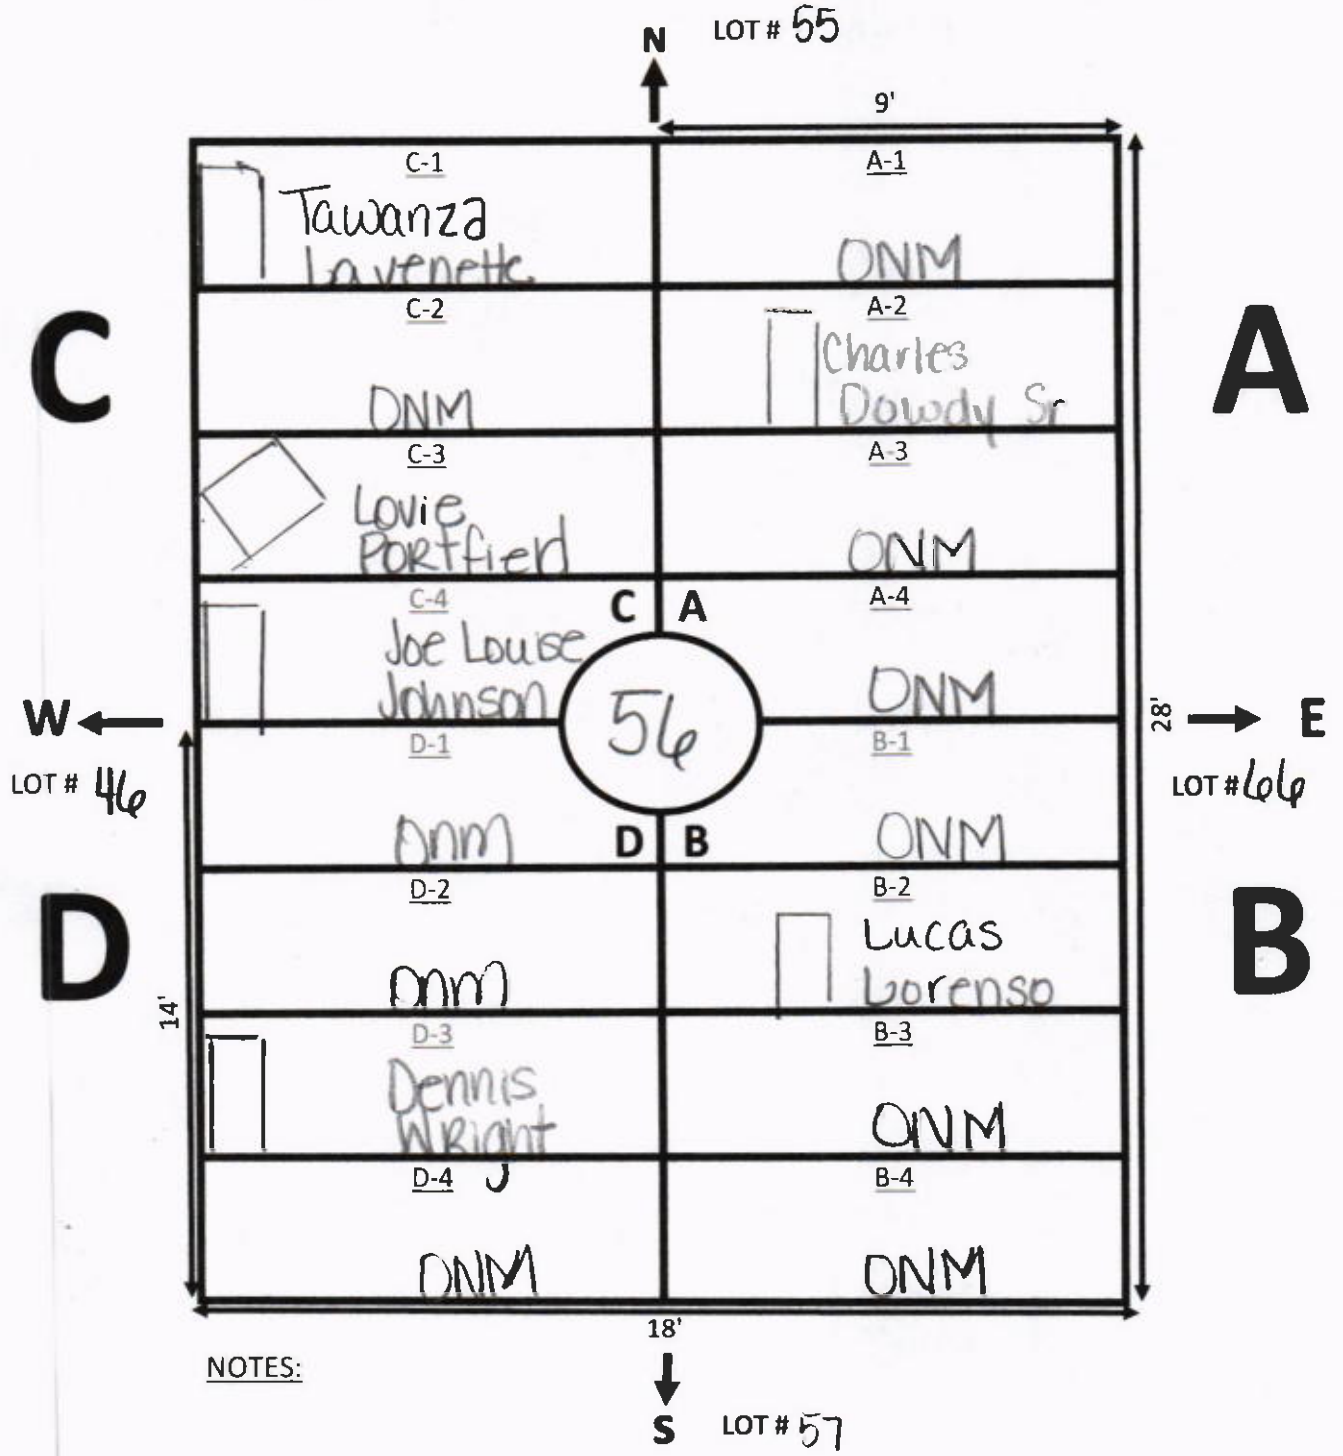 LOT # 55
N
9'
C-1
Tawanza
Lavenette
A-1
ONM
C-2
ONM
A-2
Charles
Dowdy Sr
C
A
C-3
Lovie
PORtfierd
A-3
ONM
C-4
Joe Louise
Johnson
C A
A-4
ONM
56
W
28'
E
LOT # 46
LOT # 66
D-1
Onm
D B
B-1
ONM
D-2
Onm
B-2
Lucas
Lorenso
D
B
14'
D-3
Dennis
WRight
B-3
ONM
D-4
ONM
B-4
ONM
18'
NOTES:
S
LOT # 57